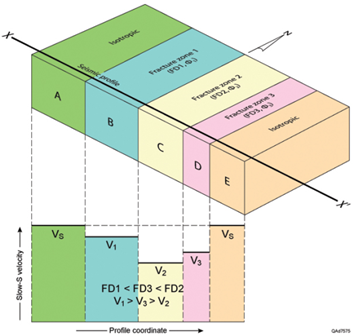 X
Isotropic
Seismic profile
Fracture zone 1
(FD1, Φ1)
Fracture zone 2
(FD2, Φ2)
Fracture zone 3
(FD3, Φ3)
Isotropic
Z
A
B
C
D
E
X'
Slow-S velocity
VS
V1
V2
V3
VS
FD1 < FD3 < FD2
V1 > V3 > V2
Profile coordinate
QAd7575